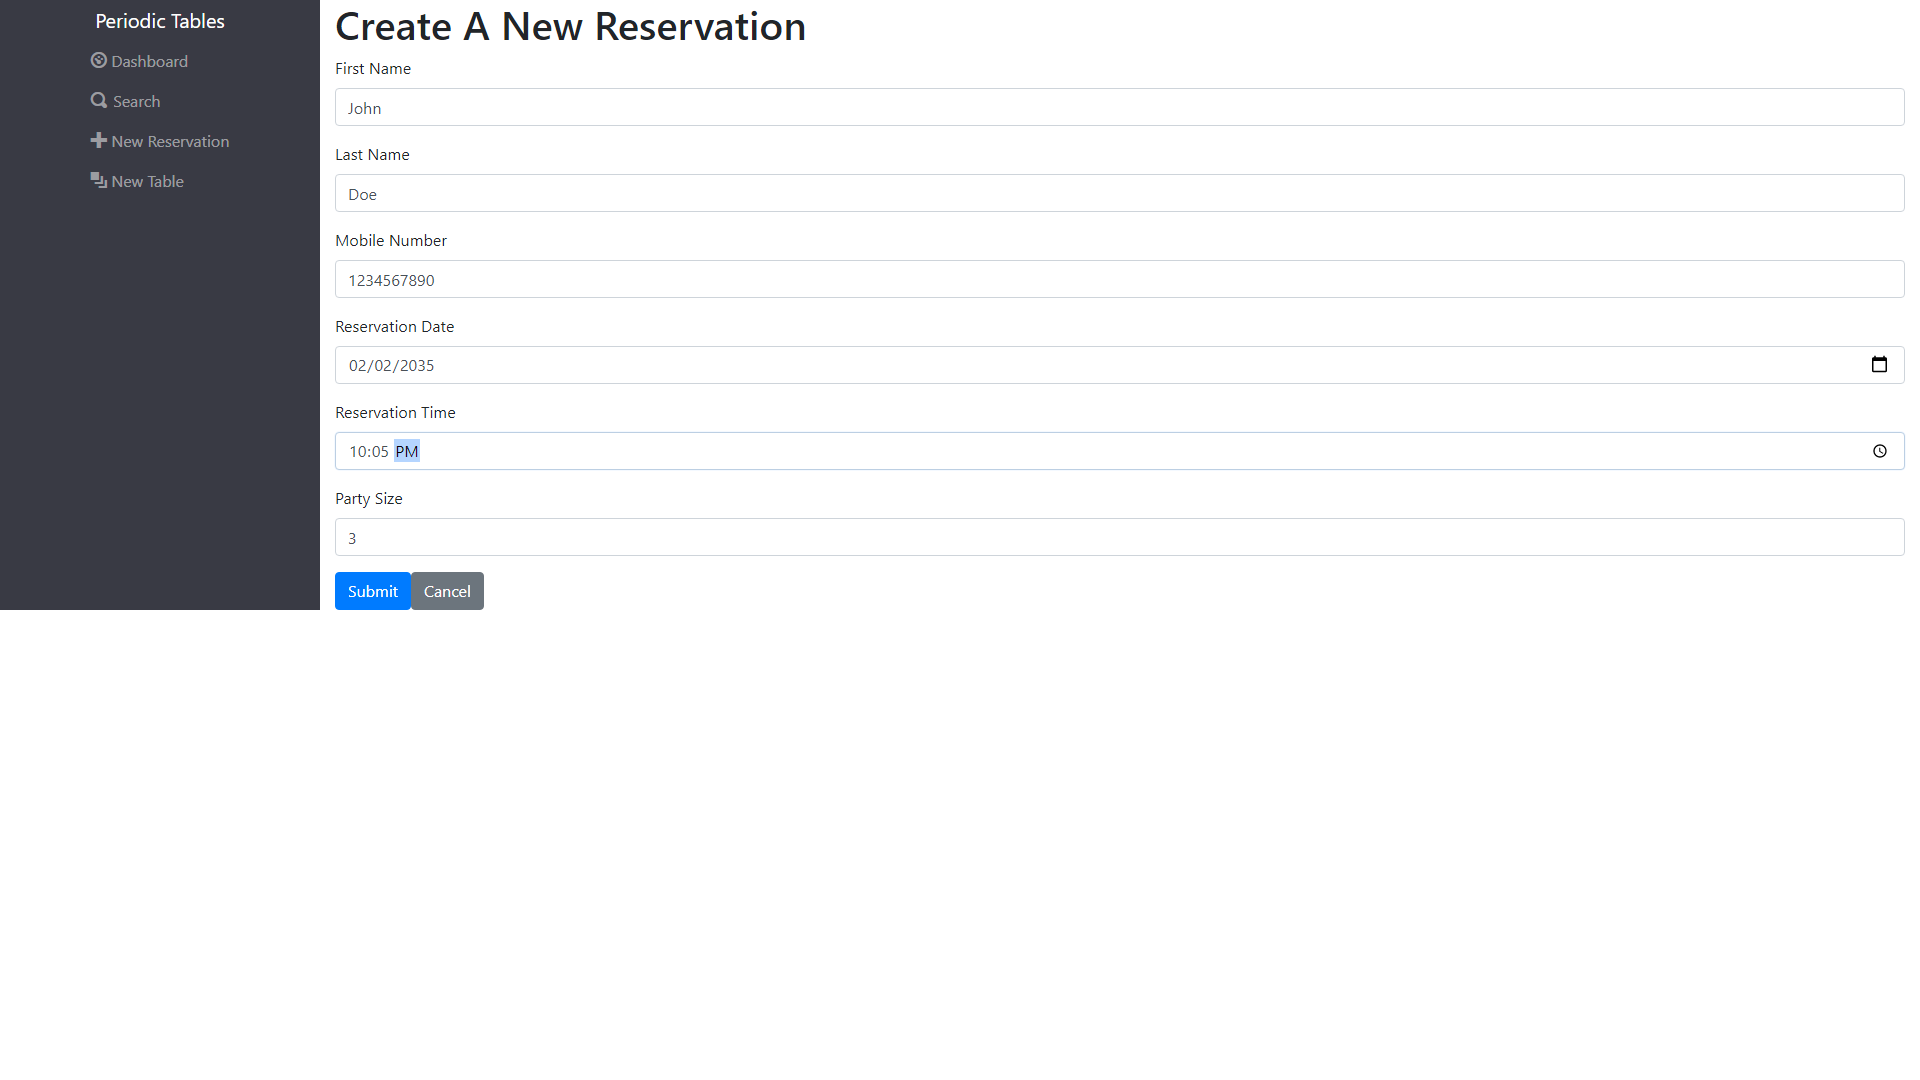 Periodic Tables
Dashboard
Search
New Reservation
New Table
Create A New Reservation
First Name
John
Last Name
Doe
Mobile Number
1234567890
Reservation Date
02/02/2035
Reservation Time
10:05 PM
Party Size
3
Submit Cancel